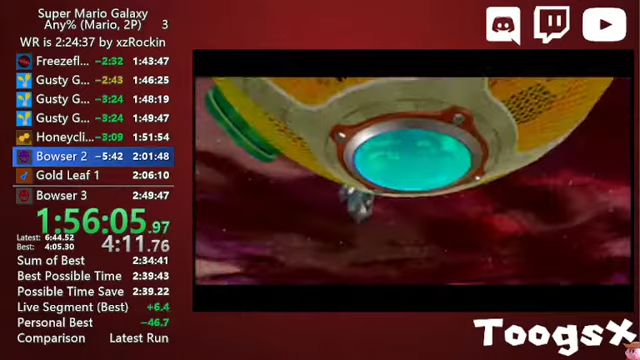 Super Mario Galaxy
Any% (Mario, 2P) 3
WR is 2:24:37 by xzRockin
Freezefl... -2:32 1:43:47
Gusty G... -2:43 1:46:25
Gusty G... -3:24 1:48:19
Gusty G... -3:24 1:49:47
Honeycli... -3:09 1:51:54
Bowser 2 -5:42 2:01:48
Gold Leaf 1 2:06:10
Bowser 3 2:49:47
1:56:05.97
Latest: 6:44.52
Best: 4:05.30
4:11.76
Sum of Best 2:34:41
Best Possible Time 2:39:43
Possible Time Save 2:39.22
Live Segment (Best) +6.4
Personal Best -46.7
Comparison Latest Run
ToogsX